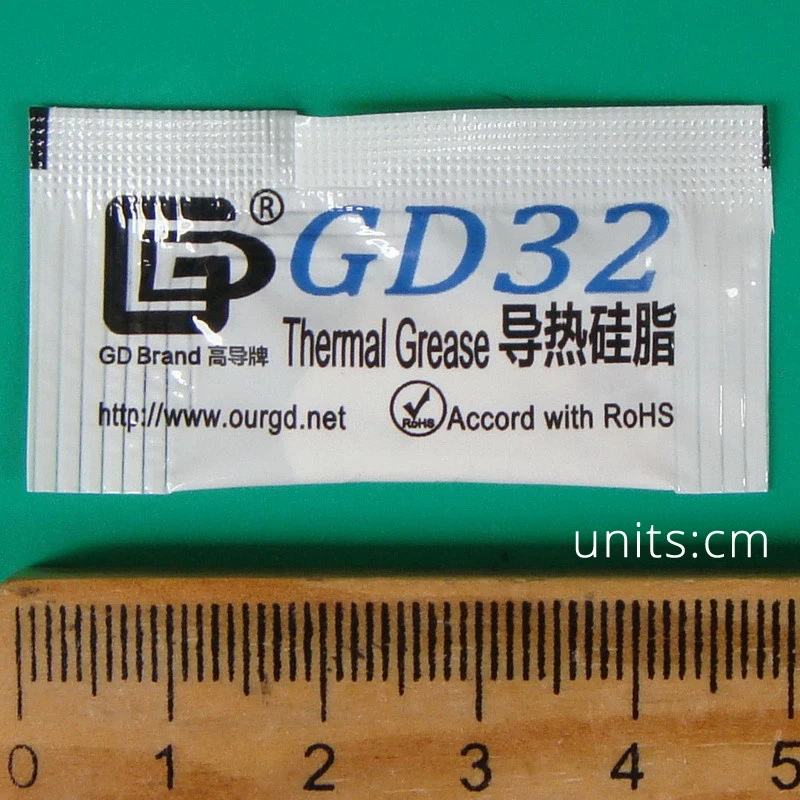 ® GD32
GD Brand 高导牌 Thermal Grease 导热硅脂
http://www.ourgd.net RoHS Accord with RoHS
units:cm
0 1 2 3 4 5